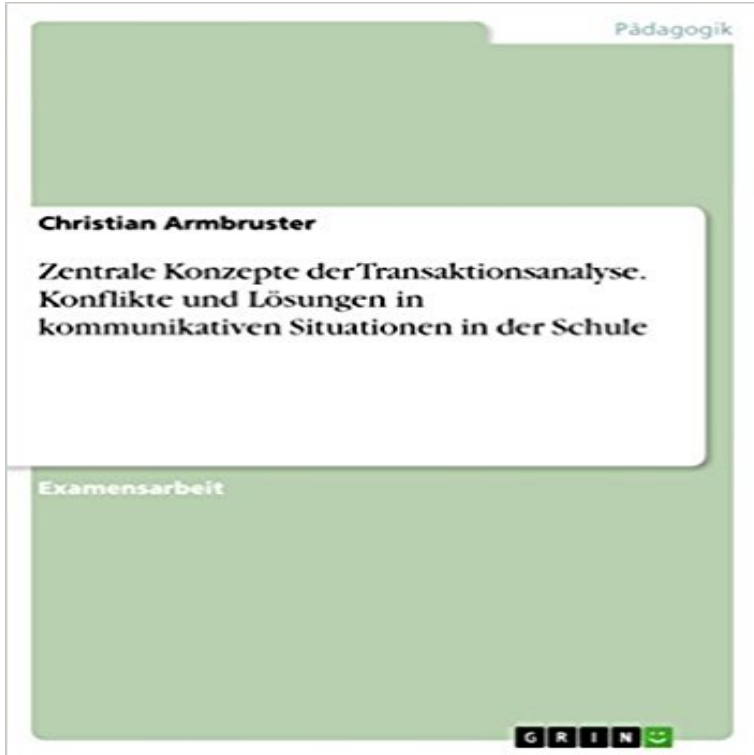 Pädagogik
Christian Armbruster
Zentrale Konzepte der Transaktionsanalyse.
Konflikte und Lösungen in
kommunikativen Situationen in der Schule
Examensarbeit
GRIN